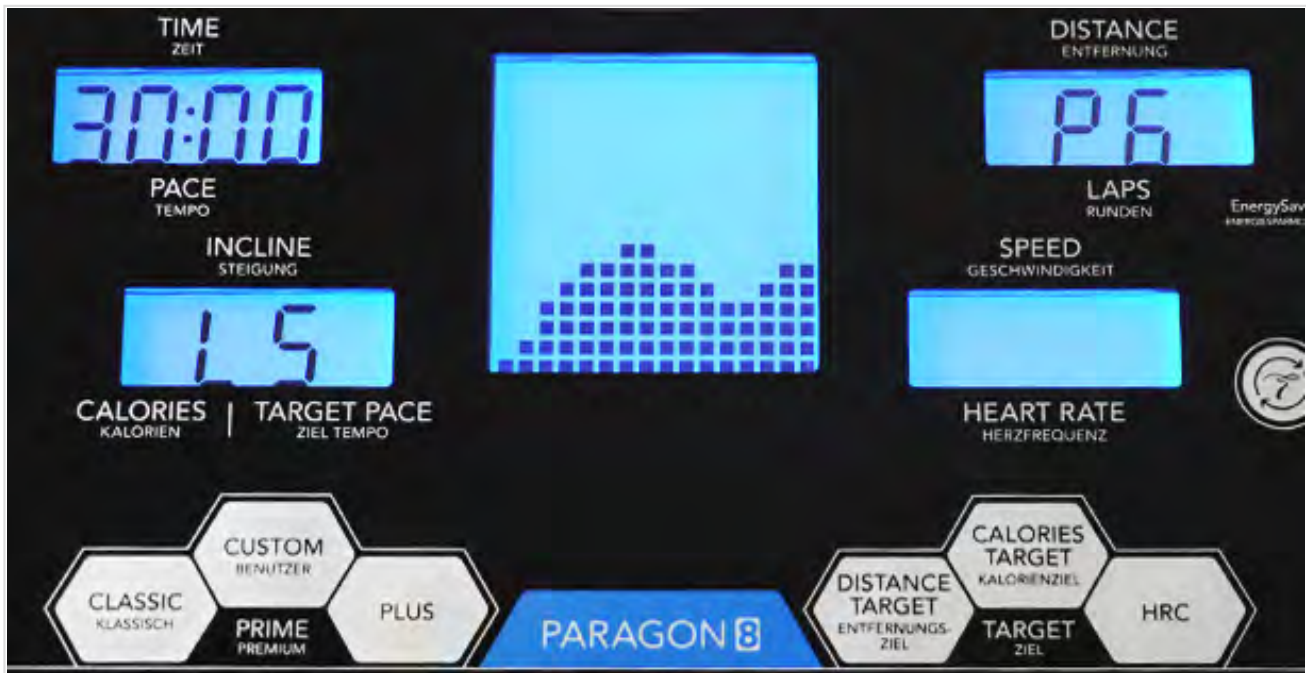 TIME
ZEIT
30:00
PACE
TEMPO
INCLINE
STEIGUNG
1 5
CALORIES | TARGET PACE
KALORIEN ZIEL TEMPO
DISTANCE
ENTFERNUNG
P6
LAPS
RUNDEN
EnergySav
SPEED
GESCHWINDIGKEIT
HEART RATE
HERZFREQUENZ
CUSTOM
BENUTZER
CLASSIC
KLASSISCH
PLUS
PRIME
PREMIUM
PARAGON 8
CALORIES
TARGET
KALORIENZIEL
DISTANCE
TARGET
ENTFERNUNGS-
ZIEL
HRC
TARGET
ZIEL